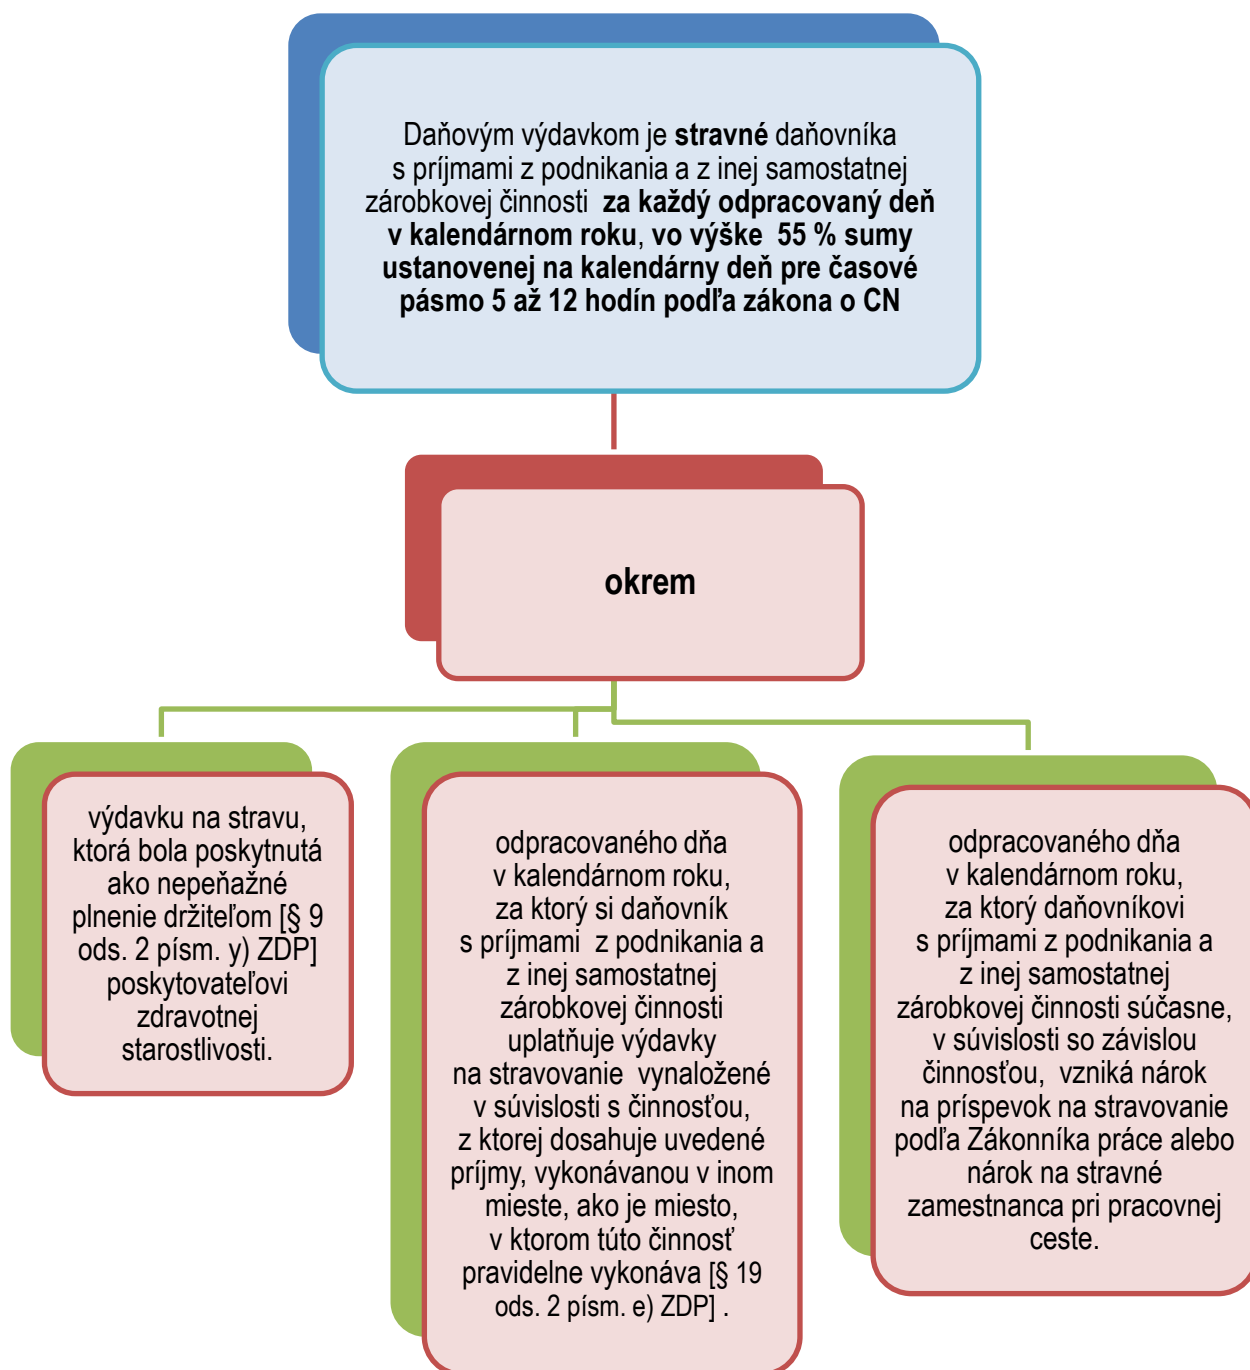 Daňovým výdavkom je stravné daňovníka
s príjmami z podnikania a z inej samostatnej
zárobkovej činnosti za každý odpracovaný deň
v kalendárnom roku, vo výške 55 % sumy
ustanovenej na kalendárny deň pre časové
pásmo 5 až 12 hodín podľa zákona o CN
okrem
výdavku na stravu,
ktorá bola poskytnutá
ako nepeňažné
plnenie držiteľom [§ 9
ods. 2 písm. y) ZDP]
poskytovateľovi
zdravotnej
starostlivosti.
odpracovaného dňa
v kalendárnom roku,
za ktorý si daňovník
s príjmami z podnikania a
z inej samostatnej
zárobkovej činnosti
uplatňuje výdavky
na stravovanie vynaložené
v súvislosti s činnosťou,
z ktorej dosahuje uvedené
príjmy, vykonávanou v inom
mieste, ako je miesto,
v ktorom túto činnosť
pravidelne vykonáva [§ 19
ods. 2 písm. e) ZDP] .
odpracovaného dňa
v kalendárnom roku,
za ktorý daňovníkovi
s príjmami z podnikania a
z inej samostatnej
zárobkovej činnosti súčasne,
v súvislosti so závislou
činnosťou, vzniká nárok
na príspevok na stravovanie
podľa Zákonníka práce alebo
nárok na stravné
zamestnanca pri pracovnej
ceste.